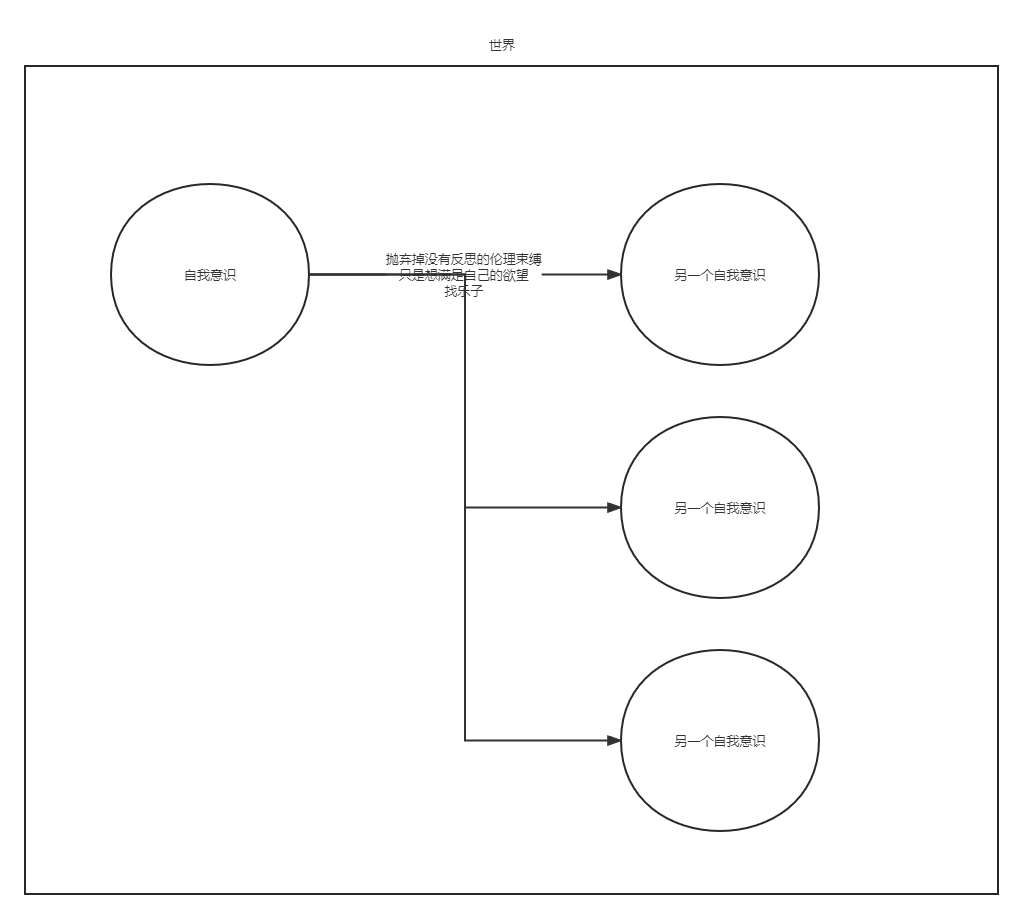 世界
抛弃掉没有反思的伦理束缚
自我意识
只是想满足自己的欲望
另一个自我意识
找乐子
另一个自我意识
另一个自我意识